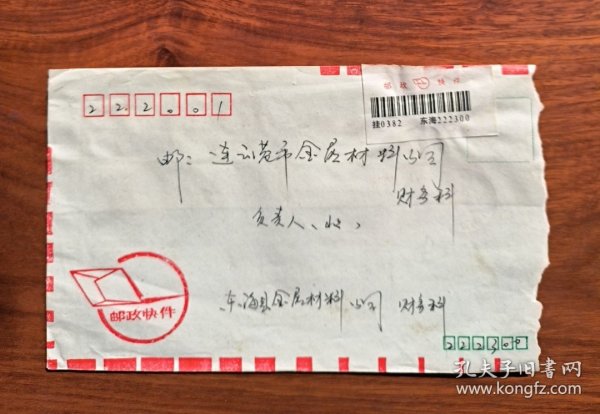 222001
邮政 快件
挂0382 东海222300
邮:连云港市金属材料公司
财务科
负责人(收)
邮政快件
东海县金属材料公司 财务科
222300
孔夫子旧书网
www.kongfz.com